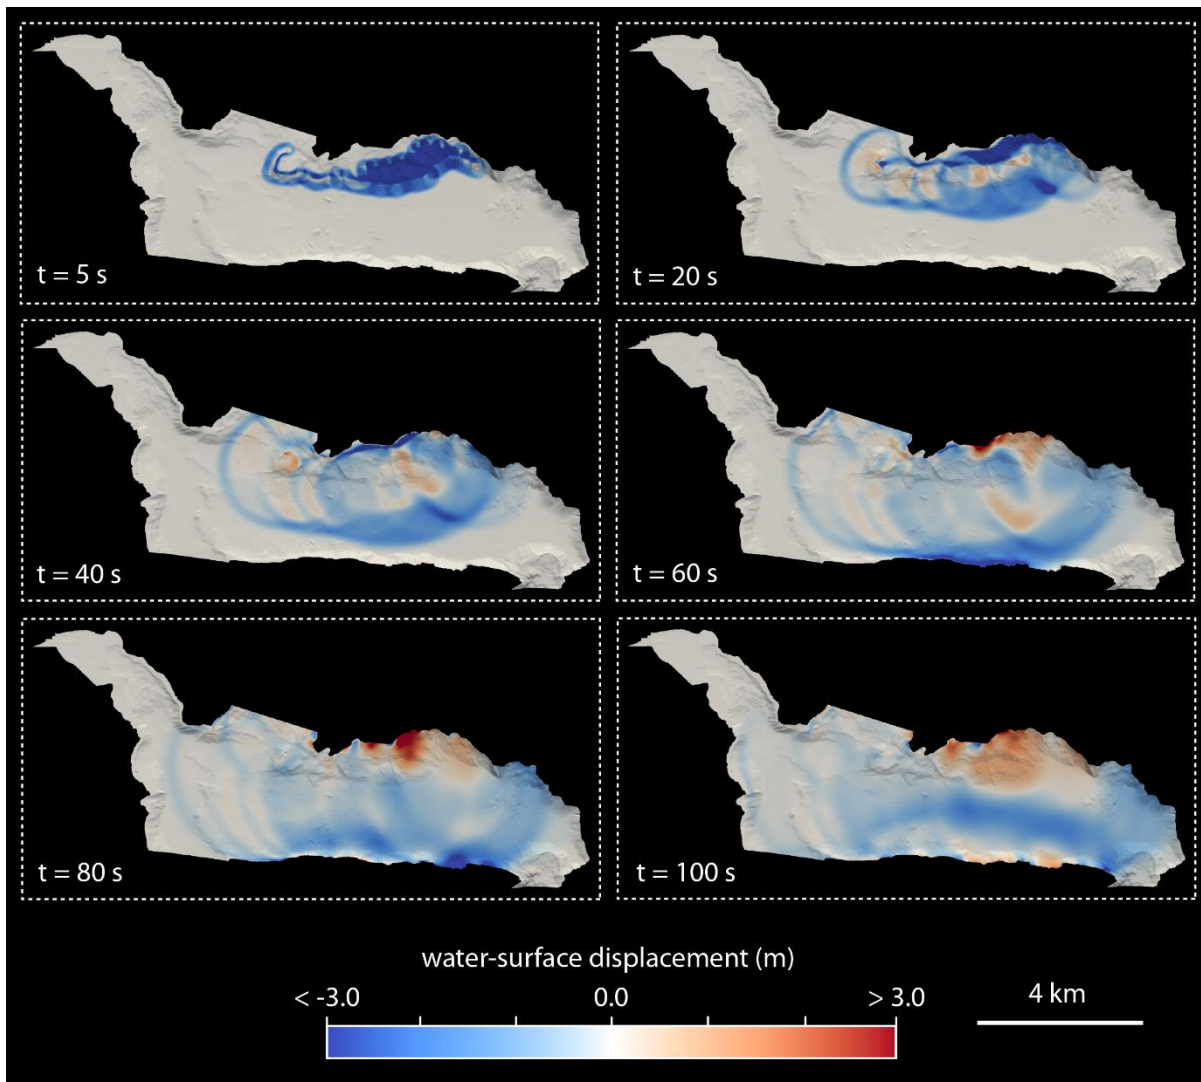 t = 5 s
t = 20 s
t = 40 s
t = 60 s
t = 80 s
t = 100 s
water-surface displacement (m)
< -3.0 0.0 > 3.0
4 km